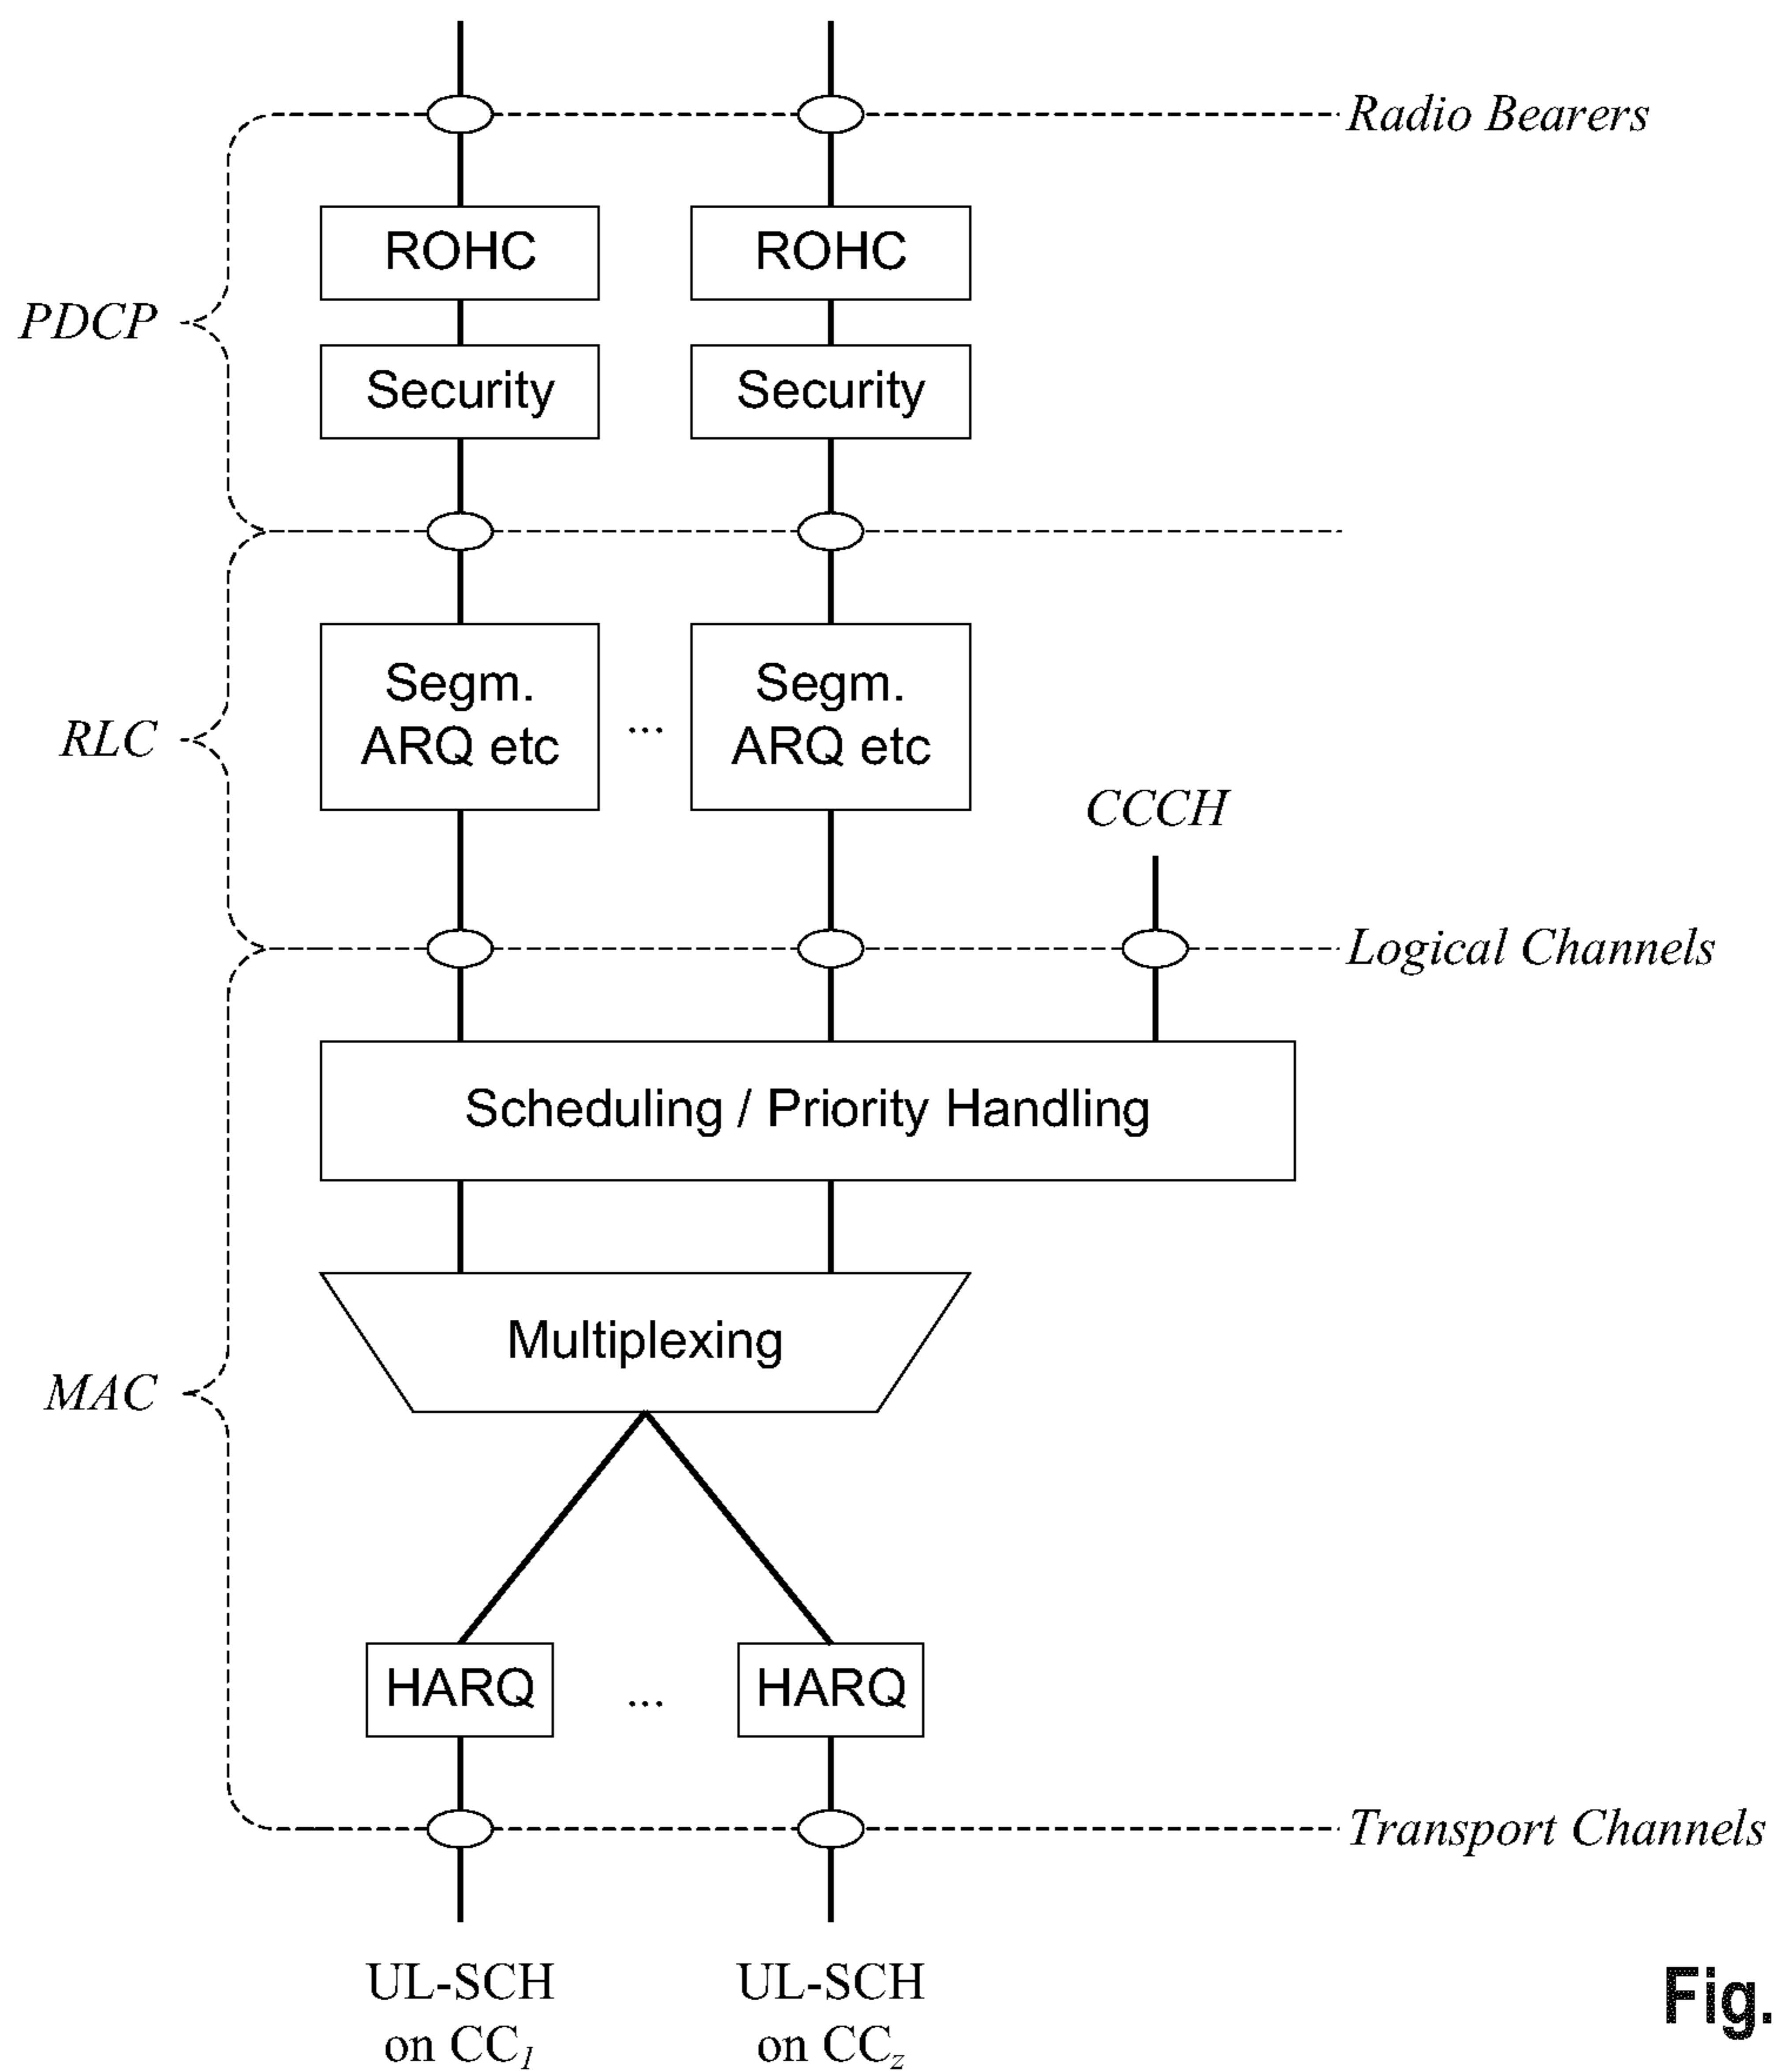 Radio Bearers
ROHC ROHC
PDCP
Security Security
Segm. Segm.
RLC ARQ etc ... ARQ etc
CCCH
Logical Channels
Scheduling / Priority Handling
Multiplexing
MAC
HARQ ... HARQ
Transport Channels
UL-SCH UL-SCH
on CC1 on CCz
Fig.